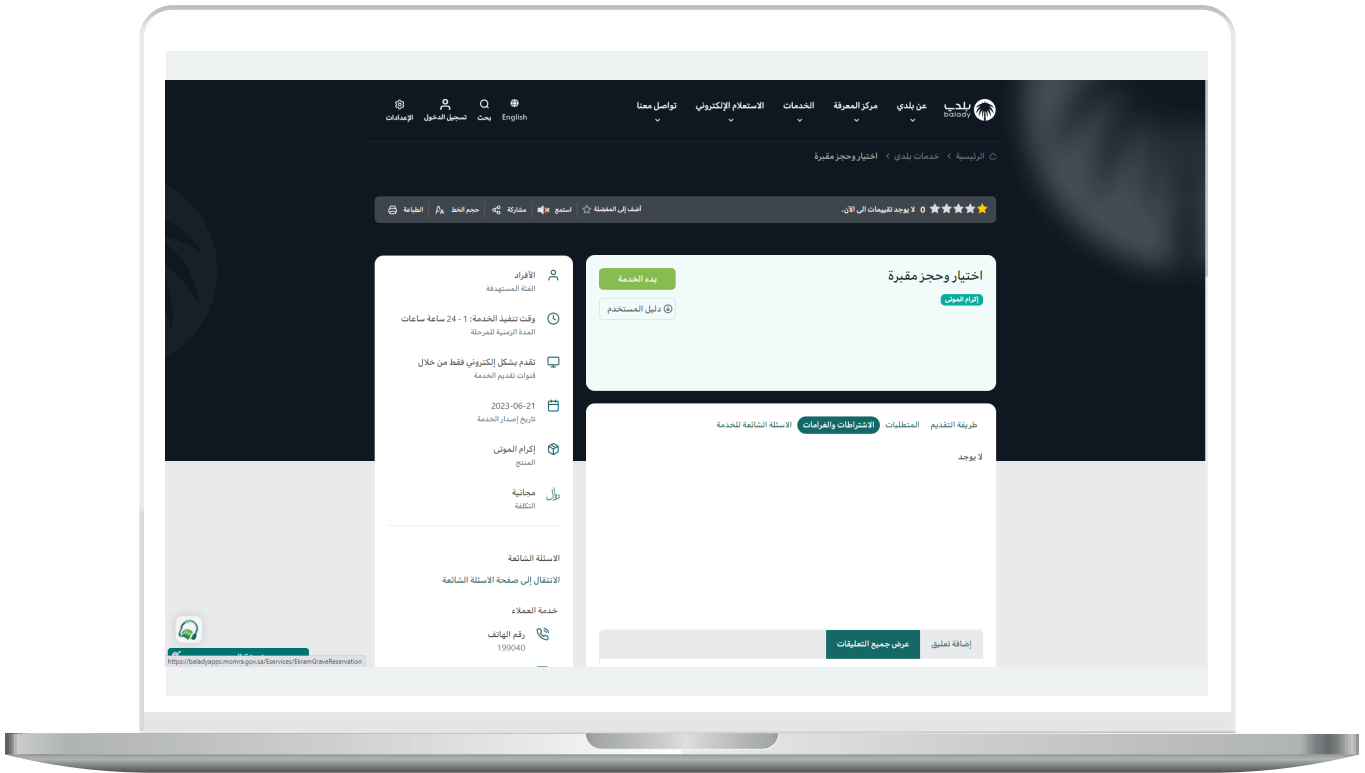 بلدي
balady
عن بلدي
مركز المعرفة
الخدمات
الاستعلام الإلكتروني
تواصل معنا
English
بحث
تسجيل الدخول
الإعدادات
الرئيسية > خدمات بلدي > اختيار وحجز مقبرة
0 لا يوجد تقييمات الى الآن.
أضف إلى المفضلة
استمع
مشاركة
حجم الخط
الطباعة
اختيار وحجز مقبرة
إكرام الموتى
بدء الخدمة
دليل المستخدم
طريقة التقديم
المتطلبات
الاشتراطات والغرامات
الاسئلة الشائعة للخدمة
لا يوجد
إضافة تعليق
عرض جميع التعليقات
الأفراد
الفئة المستهدفة
وقت تنفيذ الخدمة: 1 - 24 ساعة ساعات
المدة الزمنية للمرحلة
تقدم بشكل إلكتروني فقط من خلال
قنوات تقديم الخدمة
2023-06-21
تاريخ إصدار الخدمة
إكرام الموتى
المنتج
مجانية
التكلفة
الاسئلة الشائعة
الانتقال إلى صفحة الاسئلة الشائعة
خدمة العملاء
رقم الهاتف
199040
https://baladyapps.momra.gov.sa/Eservices/EkramGraveReservation